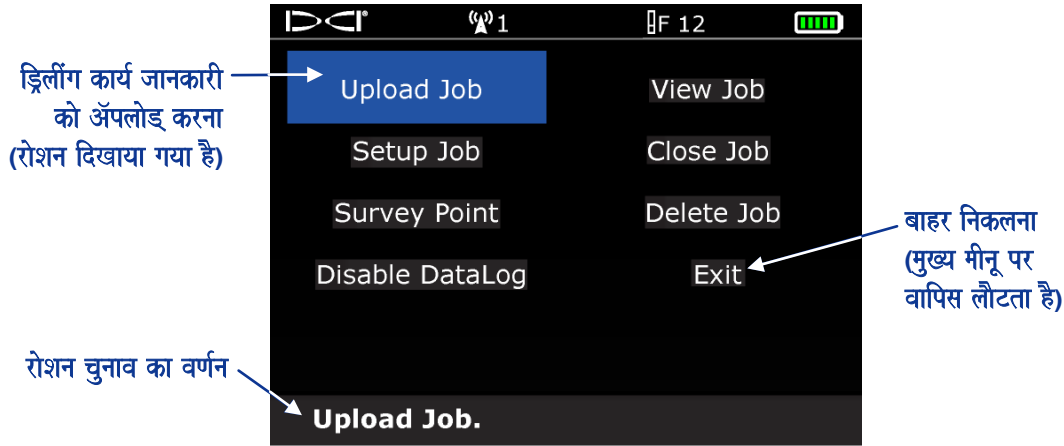 DCI® 1 F 12
ड्रिलींग कार्य जानकारी
को ॲपलोड् करना
(रोशन दिखाया गया है)
Upload Job View Job
Setup Job Close Job
Survey Point Delete Job
Disable DataLog Exit
बाहर निकलना
(मुख्य मीनू पर
वापिस लौटता है)
रोशन चुनाव का वर्णन
Upload Job.